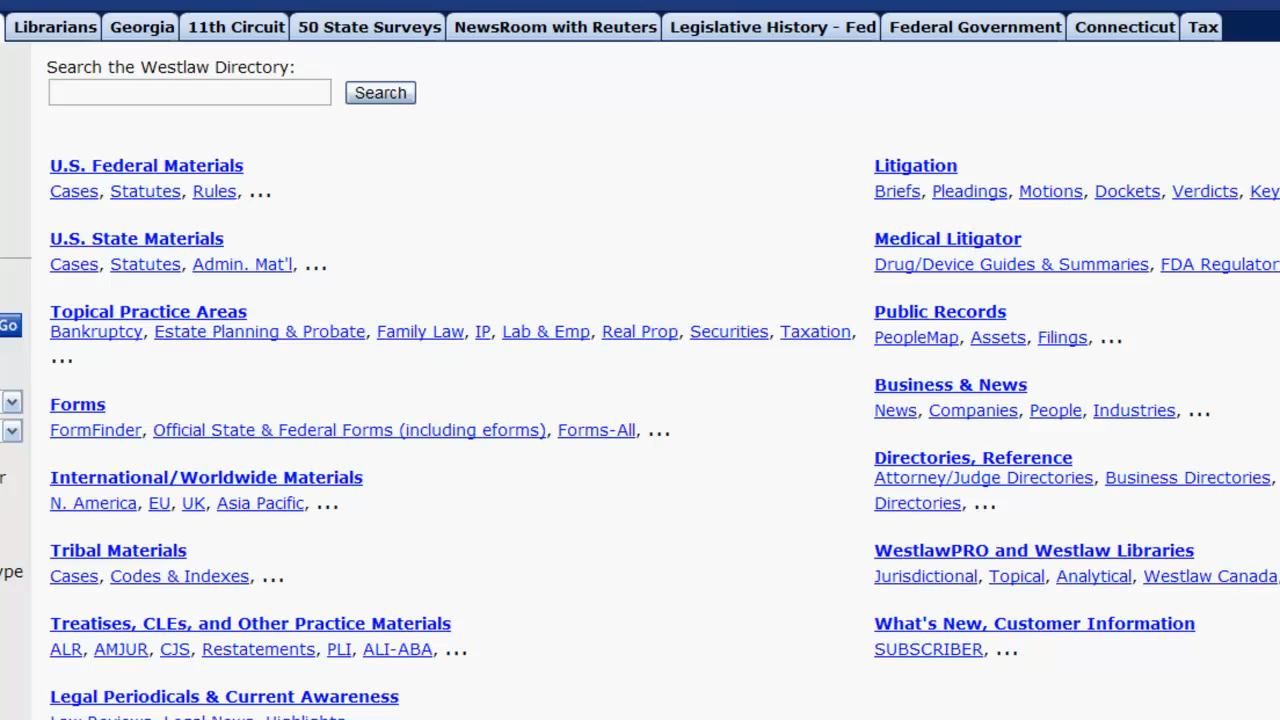 Librarians Georgia 11th Circuit 50 State Surveys NewsRoom with Reuters Legislative History - Fed Federal Government Connecticut Tax
Search the Westlaw Directory:
Search
U.S. Federal Materials
Cases, Statutes, Rules, ...
U.S. State Materials
Cases, Statutes, Admin. Mat'l, ...
Topical Practice Areas
Bankruptcy, Estate Planning & Probate, Family Law, IP, Lab & Emp, Real Prop, Securities, Taxation,
...
Forms
FormFinder, Official State & Federal Forms (including eforms), Forms-All, ...
International/Worldwide Materials
N. America, EU, UK, Asia Pacific, ...
Tribal Materials
Cases, Codes & Indexes, ...
Treatises, CLEs, and Other Practice Materials
ALR, AMJUR, CJS, Restatements, PLI, ALI-ABA, ...
Legal Periodicals & Current Awareness
Law Reviews, Legal News, Highlights
Litigation
Briefs, Pleadings, Motions, Dockets, Verdicts, Key
Medical Litigator
Drug/Device Guides & Summaries, FDA Regulator
Public Records
PeopleMap, Assets, Filings, ...
Business & News
News, Companies, People, Industries, ...
Directories, Reference
Attorney/Judge Directories, Business Directories,
Directories, ...
WestlawPRO and Westlaw Libraries
Jurisdictional, Topical, Analytical, Westlaw Canada,
What's New, Customer Information
SUBSCRIBER, ...
Go
r
ype